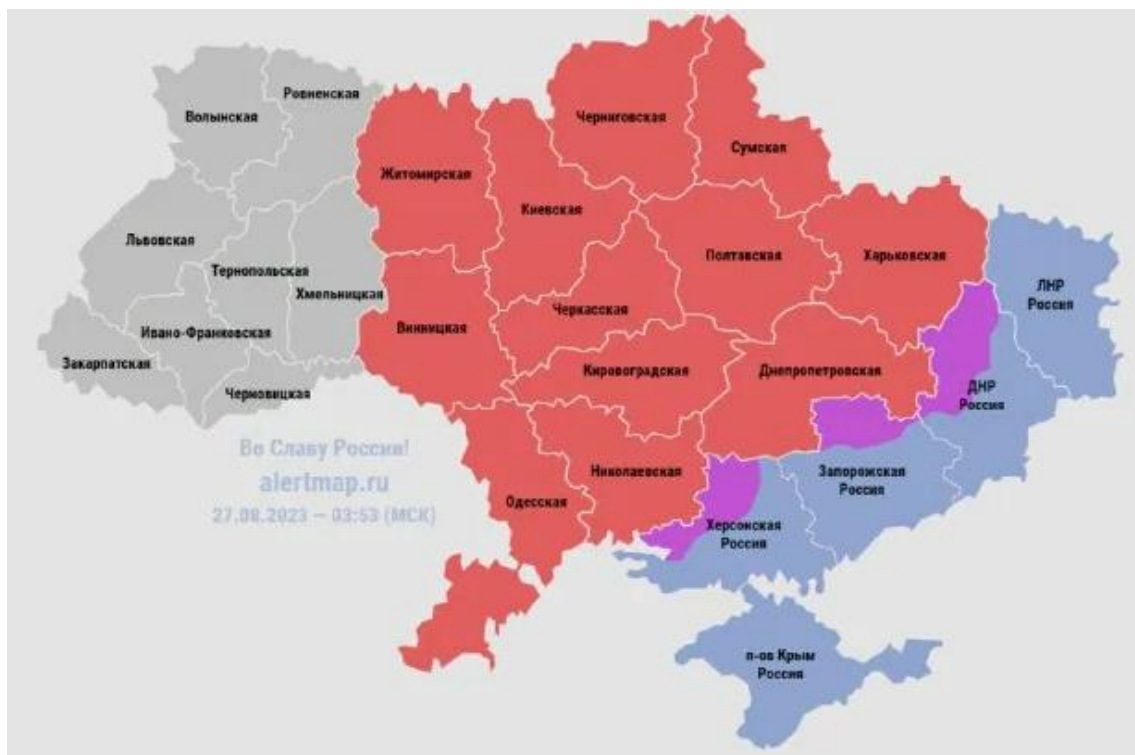 Волынская
Ровненская
Черниговская
Сумская
Житомирская
Киевская
Львовская
Тернопольская
Хмельницкая
Полтавская
Харьковская
ЛНР
Россия
Ивано-Франковская
Закарпатская
Черновицкая
Винницкая
Черкасская
Кировоградская
Днепропетровская
ДНР
Россия
Во Славу России!
alertmap.ru
27.08.2023 – 03:53 (МСК)
Одесская
Николаевская
Запорожская
Россия
Херсонская
Россия
п-ов Крым
Россия